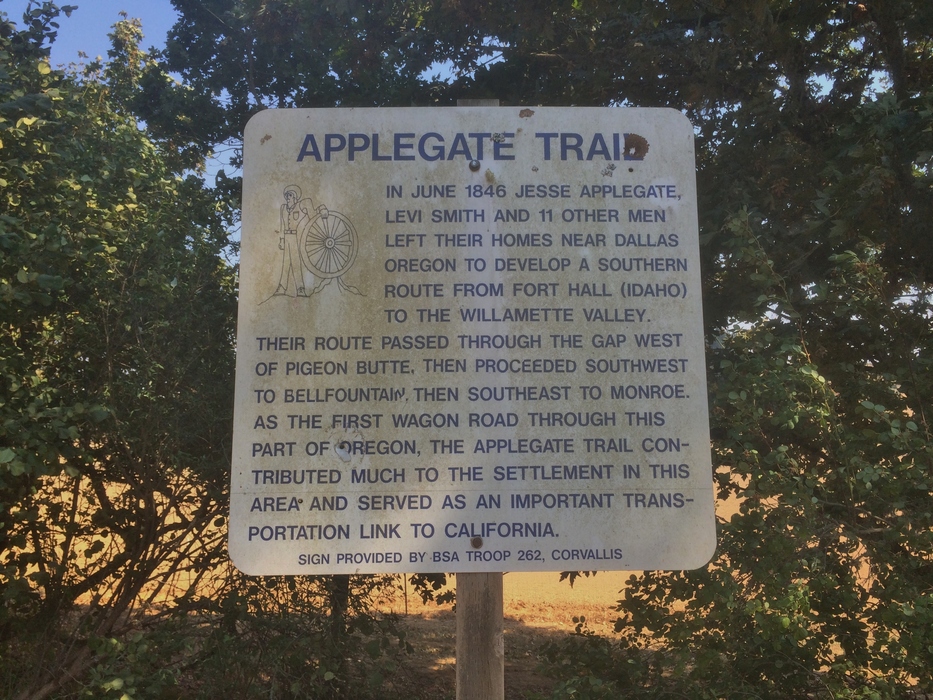 APPLEGATE TRAIL
IN JUNE 1846 JESSE APPLEGATE,
LEVI SMITH AND 11 OTHER MEN
LEFT THEIR HOMES NEAR DALLAS
OREGON TO DEVELOP A SOUTHERN
ROUTE FROM FORT HALL (IDAHO)
TO THE WILLAMETTE VALLEY.
THEIR ROUTE PASSED THROUGH THE GAP WEST
OF PIGEON BUTTE, THEN PROCEEDED SOUTHWEST
TO BELLFOUNTAIN, THEN SOUTHEAST TO MONROE.
AS THE FIRST WAGON ROAD THROUGH THIS
PART OF OREGON, THE APPLEGATE TRAIL CON-
TRIBUTED MUCH TO THE SETTLEMENT IN THIS
AREA AND SERVED AS AN IMPORTANT TRANS-
PORTATION LINK TO CALIFORNIA.
SIGN PROVIDED BY BSA TROOP 262, CORVALLIS